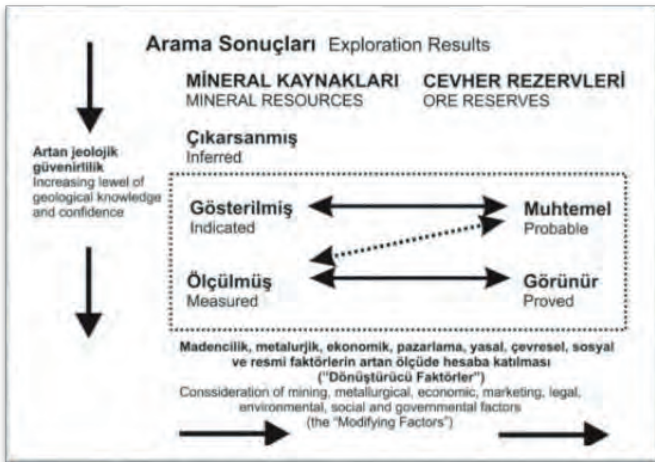 Arama Sonuçları Exploration Results
MİNERAL KAYNAKLARI
MINERAL RESOURCES
CEVHER REZERVLERİ
ORE RESERVES
Çıkarsanmış
Inferred
Artan jeolojik
güvenirlilik
Increasing lewel of
geological knowledge
and confidence
Gösterilmiş
Indicated
Muhtemel
Probable
Ölçülmüş
Measured
Görünür
Proved
Madencilik, metalurjik, ekonomik, pazarlama, yasal, çevresel, sosyal
ve resmi faktörlerin artan ölçüde hesaba katılması
("Dönüştürücü Faktörler")
Conssideration of mining, metallurgical, economic, marketing, legal,
environmental, social and governmental factors
(the "Modifying Factors")